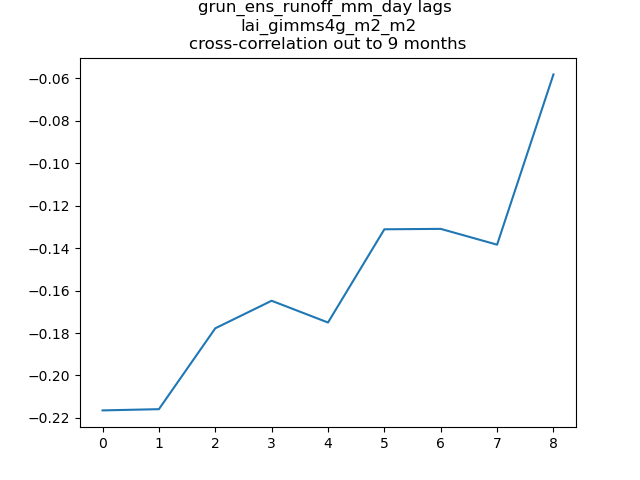 grun_ens_runoff_mm_day lags
lai_gimms4g_m2_m2
cross-correlation out to 9 months
−0.06
−0.08
−0.10
−0.12
−0.14
−0.16
−0.18
−0.20
−0.22
0 1 2 3 4 5 6 7 8